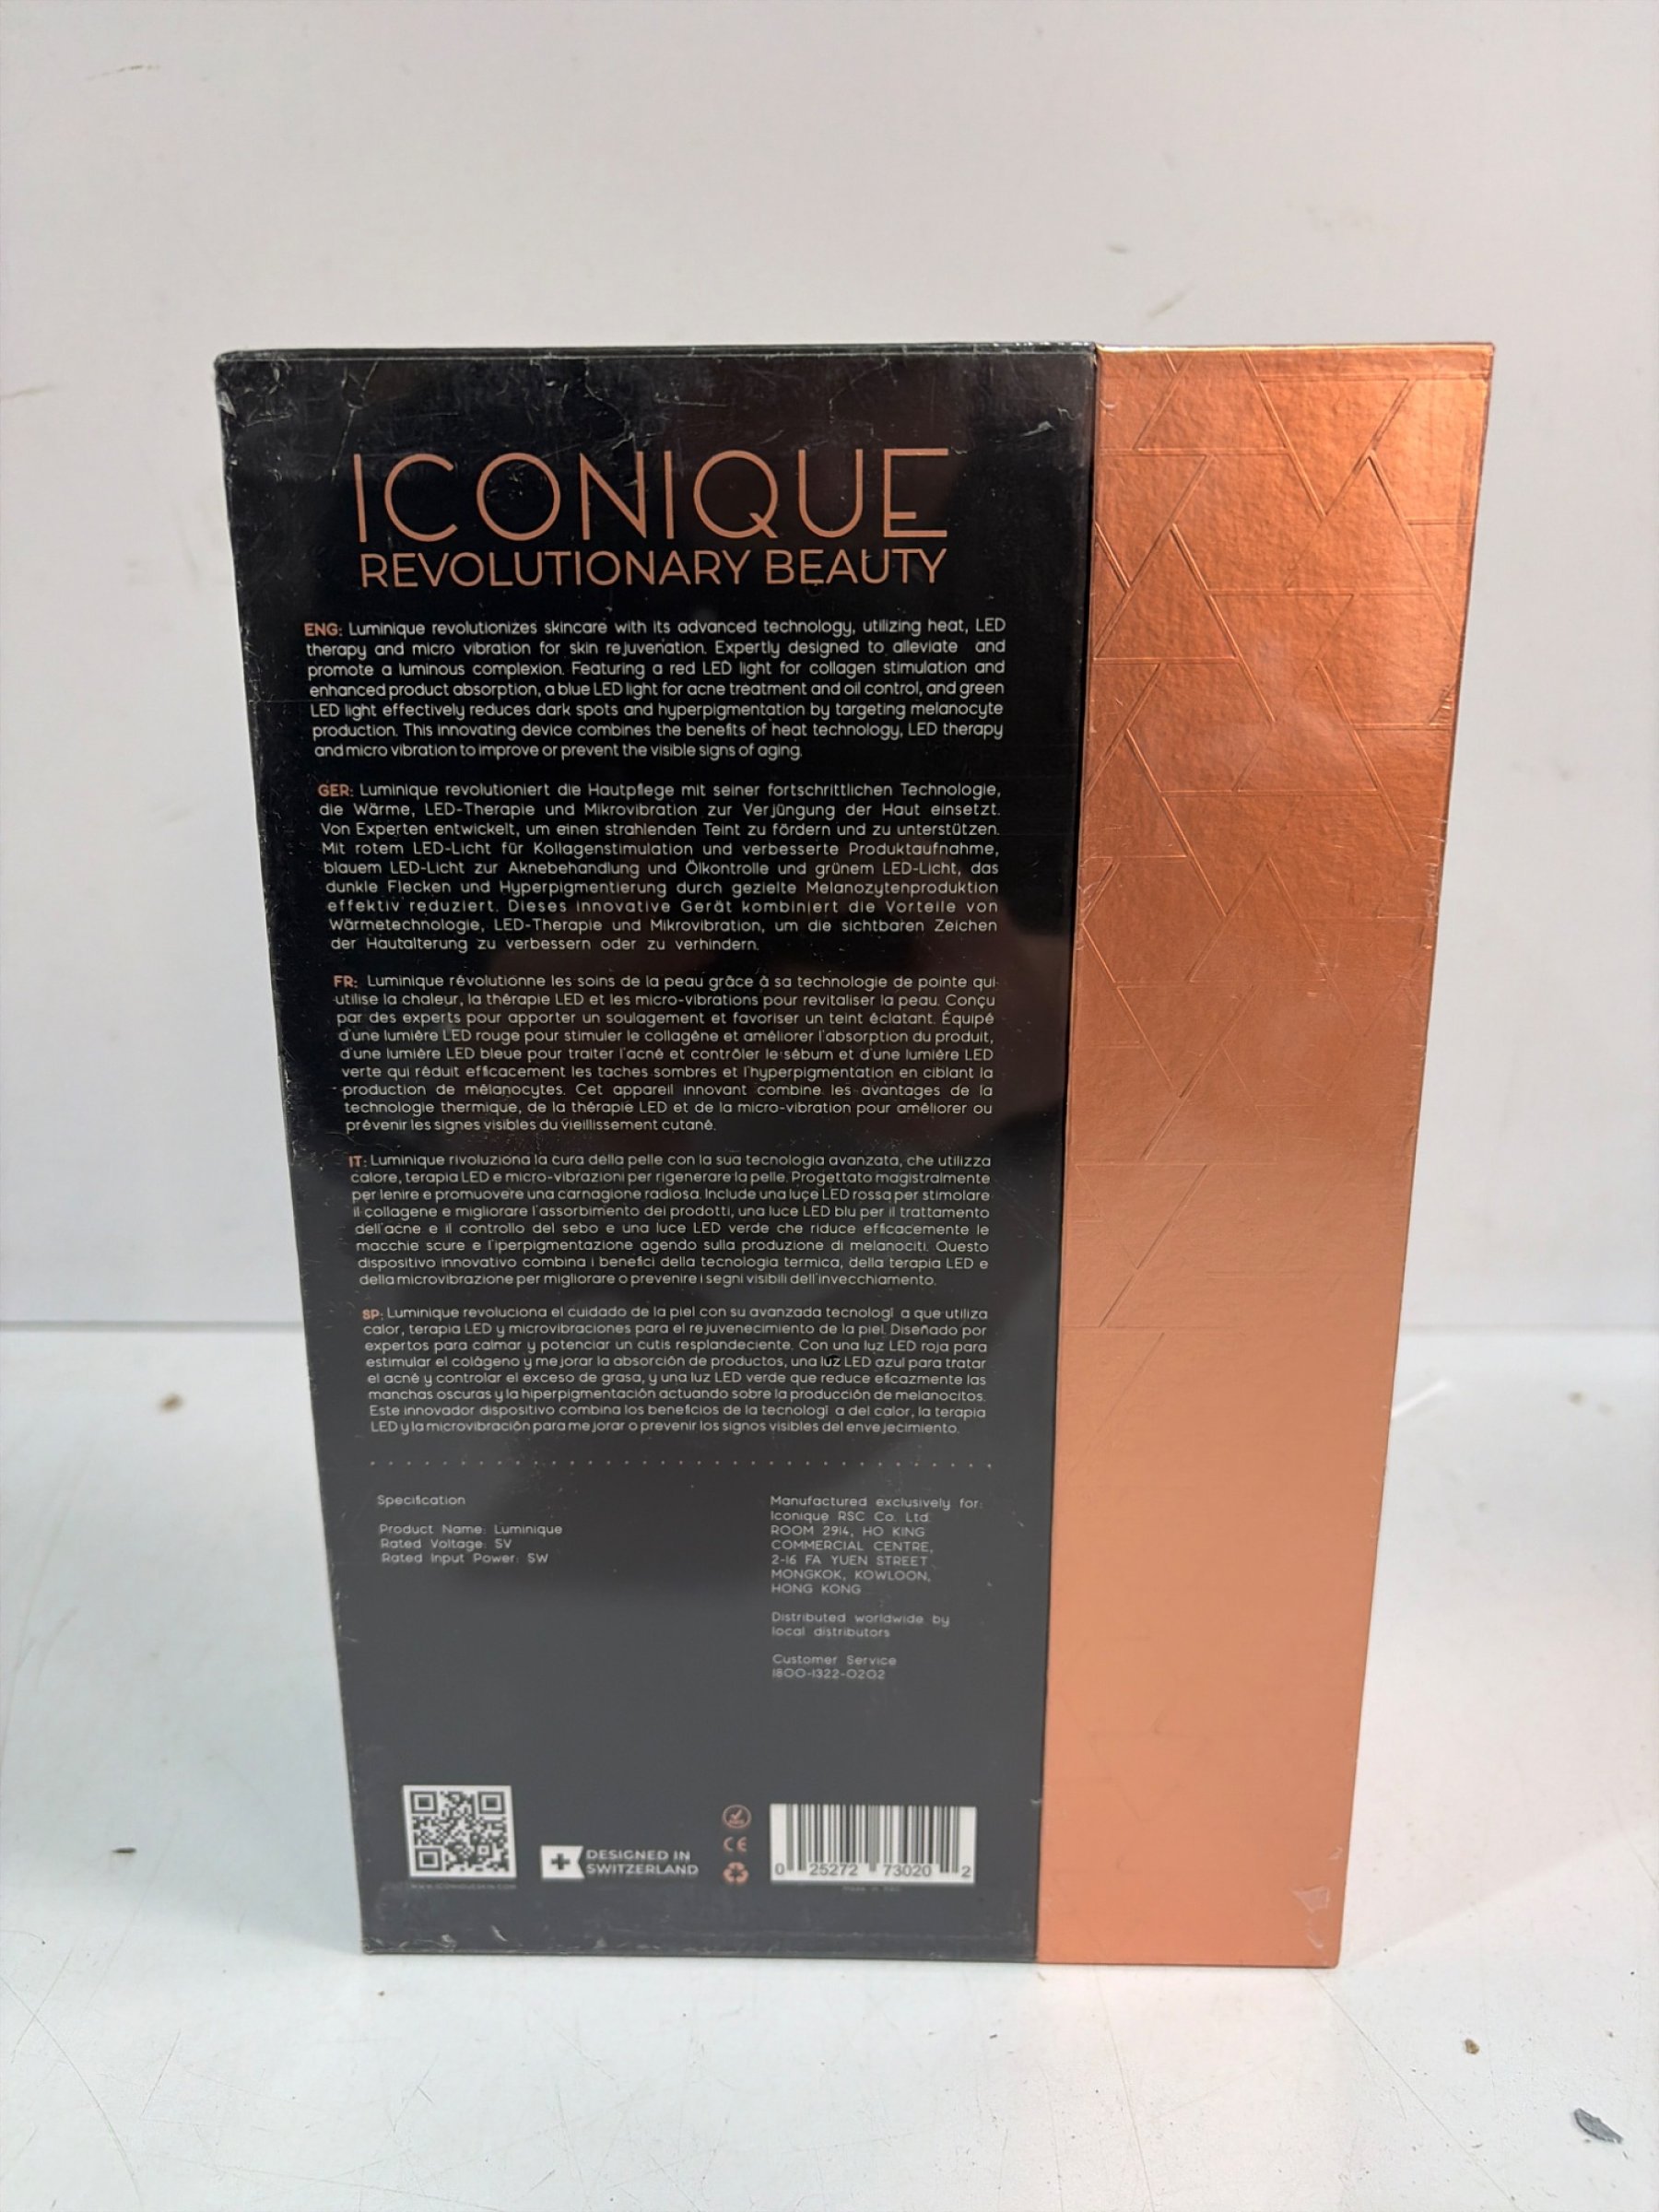 ICONIQUE
REVOLUTIONARY BEAUTY
ENG: Luminique revolutionizes skincare with its advanced technology, utilizing heat, LED
therapy and micro vibration for skin rejuvenation. Expertly designed to alleviate and
promote a luminous complexion. Featuring a red LED light for collagen stimulation and
enhanced product absorption, a blue LED light for acne treatment and oil control, and green
LED light effectively reduces dark spots and hyperpigmentation by targeting melanocyte
production. This innovating device combines the benefits of heat technology, LED therapy
and micro vibration to improve or prevent the visible signs of aging.
GER: Luminique revolutioniert die Hautpflege mit seiner fortschrittlichen Technologie,
die Wärme, LED-Therapie und Mikrovibration zur Verjüngung der Haut einsetzt.
Von Experten entwickelt, um einen strahlenden Teint zu fördern und zu unterstützen.
Mit rotem LED-Licht für Kollagenstimulation und verbesserte Produktaufnahme,
blauem LED-Licht zur Aknebehandlung und Ölkontrolle und grünem LED-Licht, das
dunkle Flecken und Hyperpigmentierung durch gezielte Melanozytenproduktion
effektiv reduziert. Dieses innovative Gerät kombiniert die Vorteile von
Wärmetechnologie, LED-Therapie und Mikrovibration, um die sichtbaren Zeichen
der Hautalterung zu verbessern oder zu verhindern.
FR: Luminique révolutionne les soins de la peau grâce à sa technologie de pointe qui
utilise la chaleur, la thérapie LED et les micro-vibrations pour revitaliser la peau. Conçu
par des experts pour apporter un soulagement et favoriser un teint éclatant. Équipé
d'une lumière LED rouge pour stimuler le collagène et améliorer l'absorption du produit,
d'une lumière LED bleue pour traiter l'acné et contrôler le sébum et d'une lumière LED
verte qui réduit efficacement les taches sombres et l'hyperpigmentation en ciblant la
production de mélanocytes. Cet appareil innovant combine les avantages de la
technologie thermique, de la thérapie LED et de la micro-vibration pour améliorer ou
prévenir les signes visibles du vieillissement cutané.
IT: Luminique rivoluziona la cura della pelle con la sua tecnologia avanzata, che utilizza
calore, terapia LED e micro-vibrazioni per rigenerare la pelle. Progettato magistralmente
per lenire e promuovere una carnagione radiosa. Include una luce LED rossa per stimolare
il collagene e migliorare l'assorbimento dei prodotti, una luce LED blu per il trattamento
dell'acne e il controllo del sebo e una luce LED verde che riduce efficacemente le
macchie scure e l'iperpigmentazione agendo sulla produzione di melanociti. Questo
dispositivo innovativo combina i benefici della tecnologia termica, della terapia LED e
della microvibrazione per migliorare o prevenire i segni visibili dell'invecchiamento.
SP: Luminique revoluciona el cuidado de la piel con su avanzada tecnologí a que utiliza
calor, terapia LED y microvibraciones para el rejuvenecimiento de la piel. Diseñado por
expertos para calmar y potenciar un cutis resplandeciente. Con una luz LED roja para
estimular el colágeno y mejorar la absorción de productos, una luz LED azul para tratar
el acné y controlar el exceso de grasa, y una luz LED verde que reduce eficazmente las
manchas oscuras y la hiperpigmentación actuando sobre la producción de melanocitos.
Este innovador dispositivo combina los beneficios de la tecnologí a del calor, la terapia
LED y la microvibración para mejorar o prevenir los signos visibles del envejecimiento.
Specification
Product Name: Luminique
Rated Voltage: 5V
Rated Input Power: 5W
Manufactured exclusively for:
Iconique RSC Co. Ltd.
ROOM 2914, HO KING
COMMERCIAL CENTRE,
2-16 FA YUEN STREET
MONGKOK, KOWLOON,
HONG KONG
Distributed worldwide by
local distributors
Customer Service
1800-1322-0202
WWW.ICONIQUESKIN.COM
DESIGNED IN
SWITZERLAND
CE
0 25272 73020 2